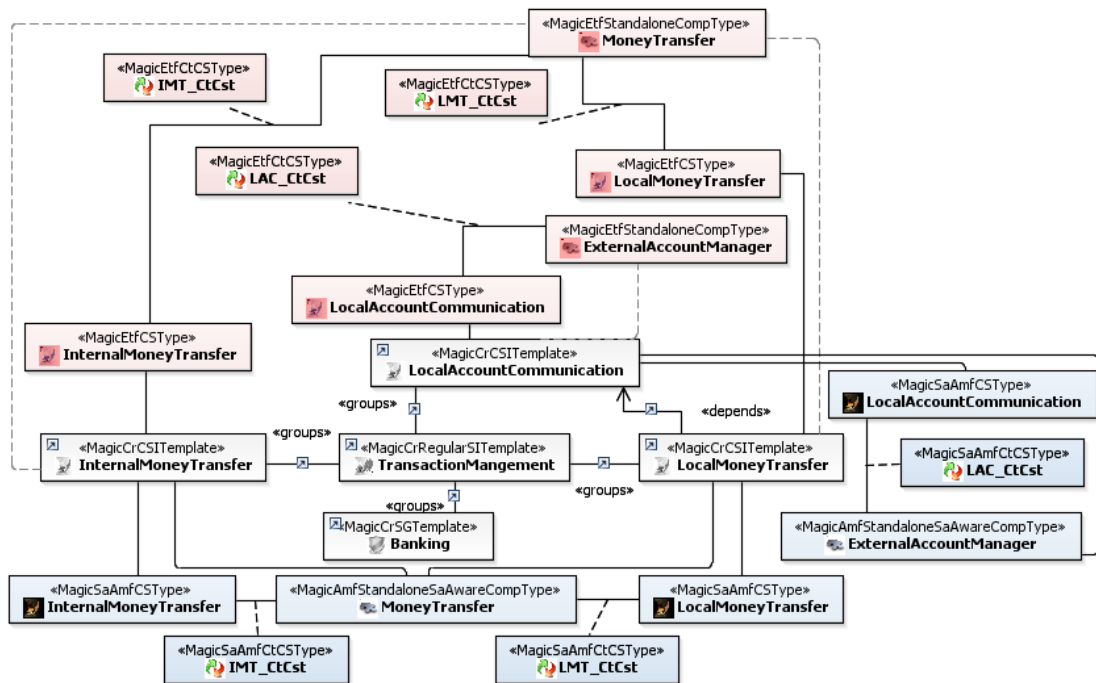 «MagicEtfStandaloneCompType»
MoneyTransfer
«MagicEtfCtCSType»
IMT_CtCst
«MagicEtfCtCSType»
LMT_CtCst
«MagicEtfCtCSType»
LAC_CtCst
«MagicEtfCSType»
LocalMoneyTransfer
«MagicEtfStandaloneCompType»
ExternalAccountManager
«MagicEtfCSType»
LocalAccountCommunication
«MagicEtfCSType»
InternalMoneyTransfer
«MagicCrCSITemplate»
LocalAccountCommunication
«MagicSaAmfCSType»
LocalAccountCommunication
«groups»
«depends»
«groups»
«MagicCrCSITemplate»
InternalMoneyTransfer
«MagicCrRegularSITemplate»
TransactionMangement
«MagicCrCSITemplate»
LocalMoneyTransfer
«MagicSaAmfCtCSType»
LAC_CtCst
«groups»
«groups»
«MagicCrSGTemplate»
Banking
«MagicAmfStandaloneSaAwareCompType»
ExternalAccountManager
«MagicSaAmfCSType»
InternalMoneyTransfer
«MagicAmfStandaloneSaAwareCompType»
MoneyTransfer
«MagicSaAmfCSType»
LocalMoneyTransfer
«MagicSaAmfCtCSType»
IMT_CtCst
«MagicSaAmfCtCSType»
LMT_CtCst